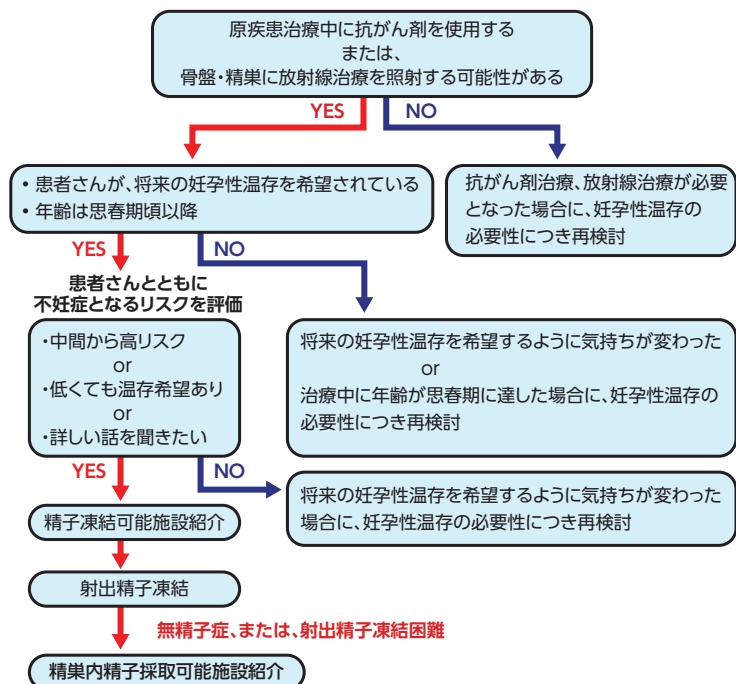 原疾患治療中に抗がん剤を使用する
または、
骨盤・精巣に放射線治療を照射する可能性がある
YES
NO
• 患者さんが、将来の妊孕性温存を希望されている
• 年齢は思春期頃以降
抗がん剤治療、放射線治療が必要
となった場合に、妊孕性温存の
必要性につき再検討
YES
NO
患者さんとともに
不妊症となるリスクを評価
・中間から高リスク
or
・低くても温存希望あり
or
・詳しい話を聞きたい
将来の妊孕性温存を希望するように気持ちが変わった
or
治療中に年齢が思春期に達した場合に、妊孕性温存の
必要性につき再検討
YES
NO
将来の妊孕性温存を希望するように気持ちが変わった
場合に、妊孕性温存の必要性につき再検討
精子凍結可能施設紹介
射出精子凍結
無精子症、または、射出精子凍結困難
精巣内精子採取可能施設紹介